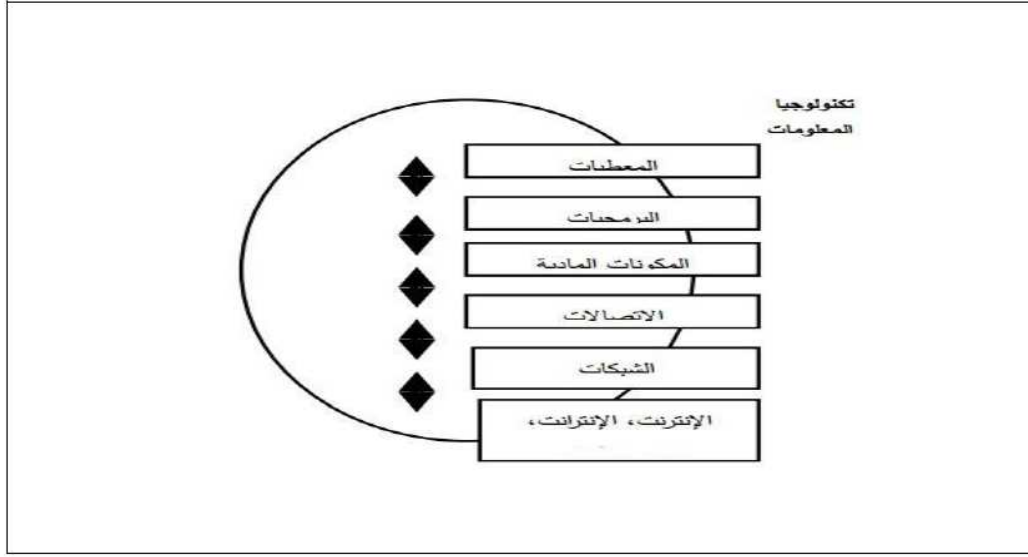 تكنولوجيا
المعلومات
المعطيات
البرمجيات
المكونات المادية
الاتصالات
الشبكات
الإنترنت، الإنترانت،